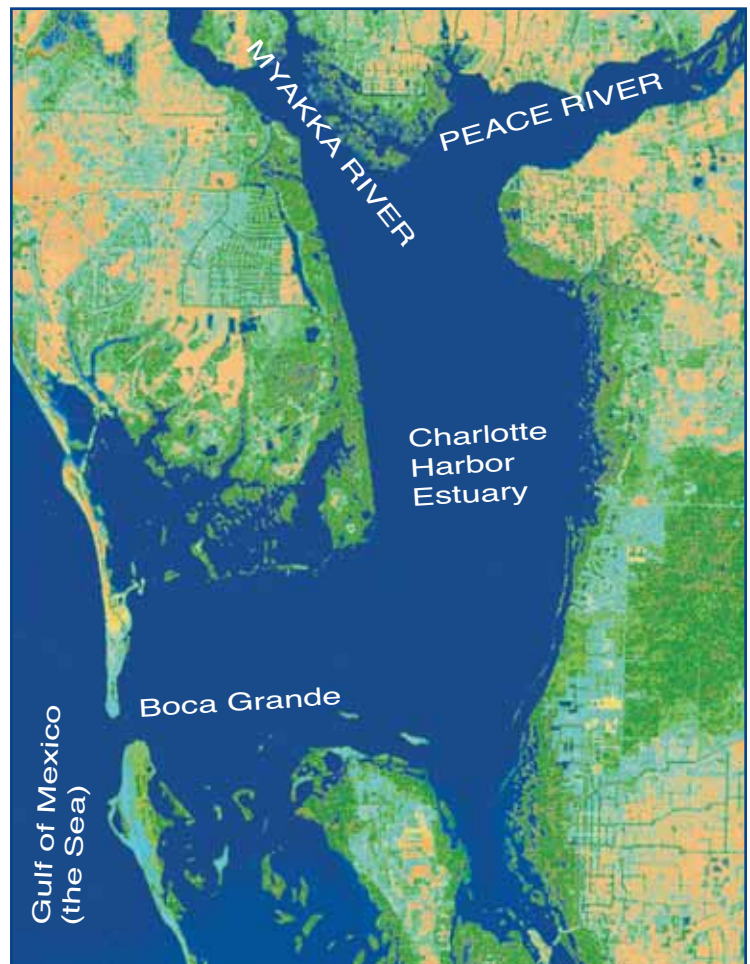 MYAKKA RIVER
PEACE RIVER
Charlotte
Harbor
Estuary
Boca Grande
Gulf of Mexico
(the Sea)